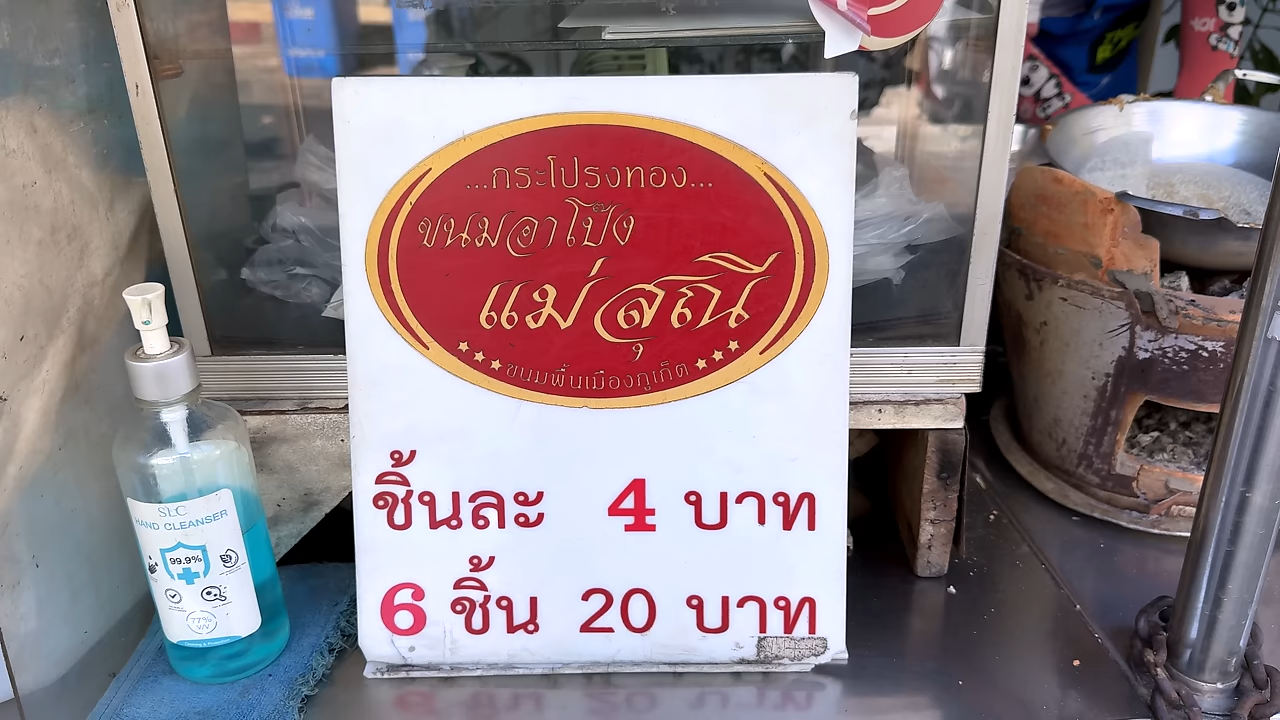 ...กระโปรงทอง...
ขนมอาโป๊ง
แม่สุณี
ขนมพื้นเมืองภูเก็ต
ชิ้นละ 4 บาท
6 ชิ้น 20 บาท
SLC
HAND CLEANSER
99.9%
77%
V/V